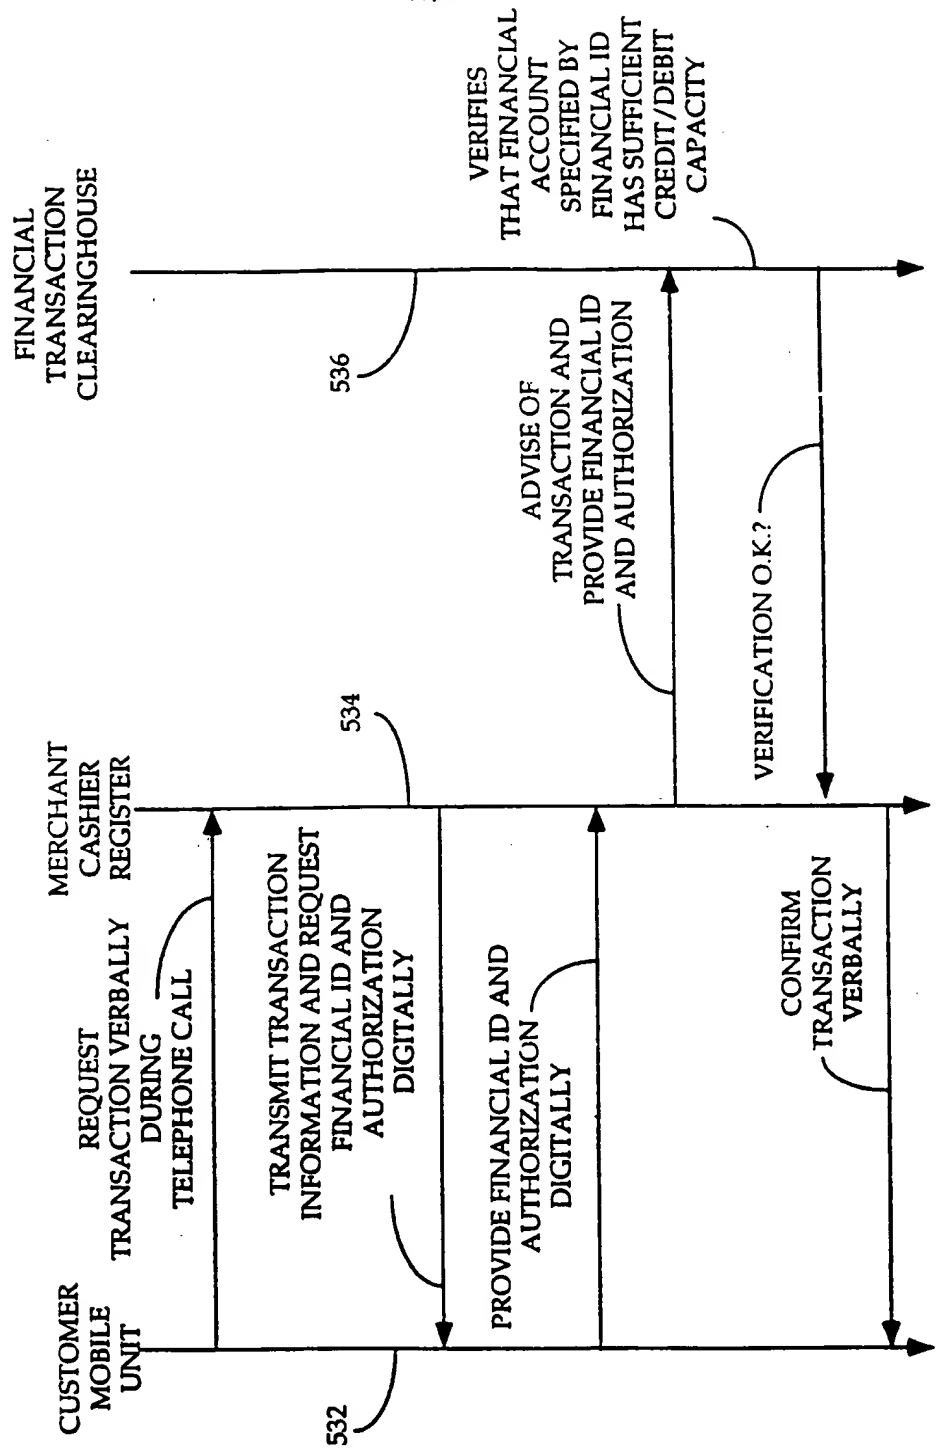 CUSTOMER
MOBILE
UNIT
MERCHANT
CASHIER
REGISTER
FINANCIAL
TRANSACTION
CLEARINGHOUSE
REQUEST
TRANSACTION VERBALLY
DURING
TELEPHONE CALL
532
534
536
TRANSMIT TRANSACTION
INFORMATION AND REQUEST
FINANCIAL ID AND
AUTHORIZATION
DIGITALLY
PROVIDE FINANCIAL ID AND
AUTHORIZATION
DIGITALLY
ADVISE OF
TRANSACTION AND
PROVIDE FINANCIAL ID
AND AUTHORIZATION
VERIFIES
THAT FINANCIAL
ACCOUNT
SPECIFIED BY
FINANCIAL ID
HAS SUFFICIENT
CREDIT/DEBIT
CAPACITY
VERIFICATION O.K.?
CONFIRM
TRANSACTION
VERBALLY